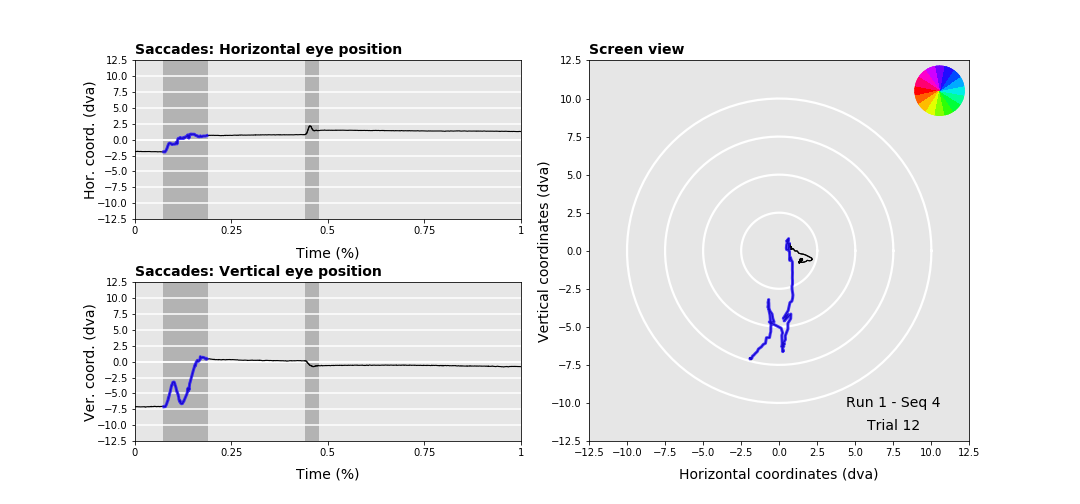 Saccades: Horizontal eye position
12.5
10.0
7.5
5.0
2.5
0.0
−2.5
−5.0
−7.5
−10.0
−12.5
Hor. coord. (dva)
0 0.25 0.5 0.75 1
Time (%)
Saccades: Vertical eye position
12.5
10.0
7.5
5.0
2.5
0.0
−2.5
−5.0
−7.5
−10.0
−12.5
Ver. coord. (dva)
0 0.25 0.5 0.75 1
Time (%)
Screen view
12.5
10.0
7.5
5.0
2.5
0.0
−2.5
−5.0
−7.5
−10.0
−12.5
Vertical coordinates (dva)
Run 1 - Seq 4
Trial 12
−12.5 −10.0 −7.5 −5.0 −2.5 0.0 2.5 5.0 7.5 10.0 12.5
Horizontal coordinates (dva)